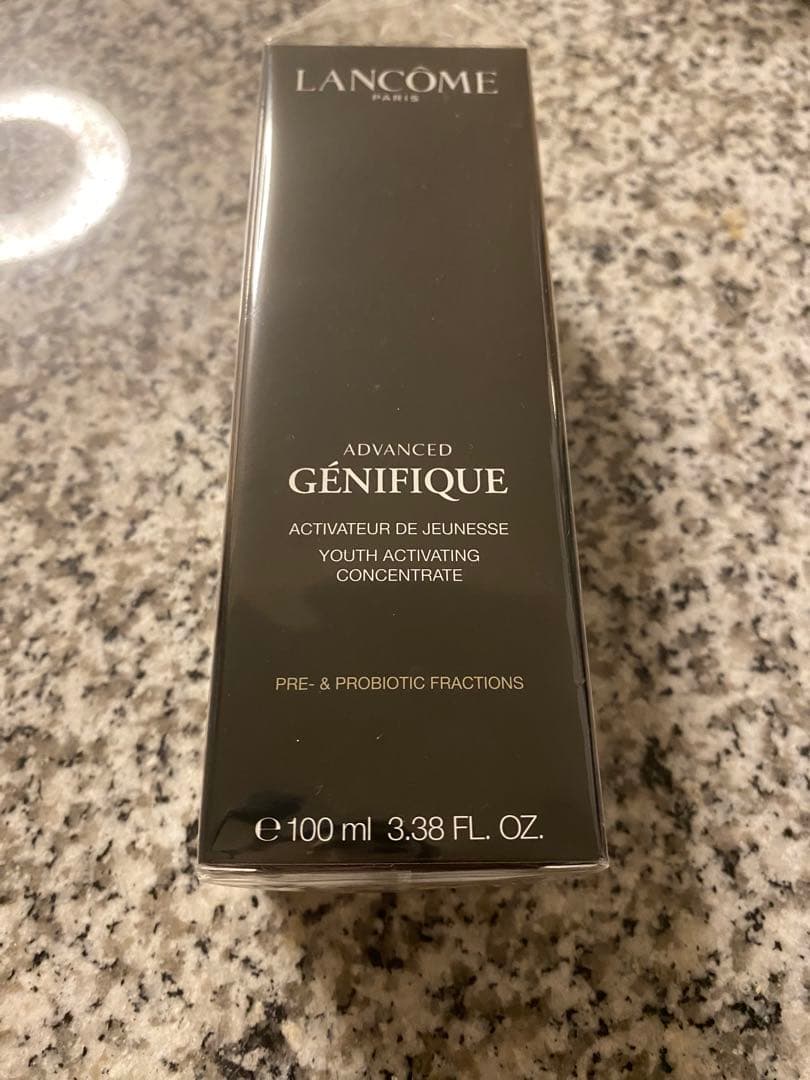 LANCÔME
PARIS
ADVANCED
GÉNIFIQUE
ACTIVATEUR DE JEUNESSE
YOUTH ACTIVATING
CONCENTRATE
PRE- & PROBIOTIC FRACTIONS
℮ 100 ml 3.38 FL. OZ.